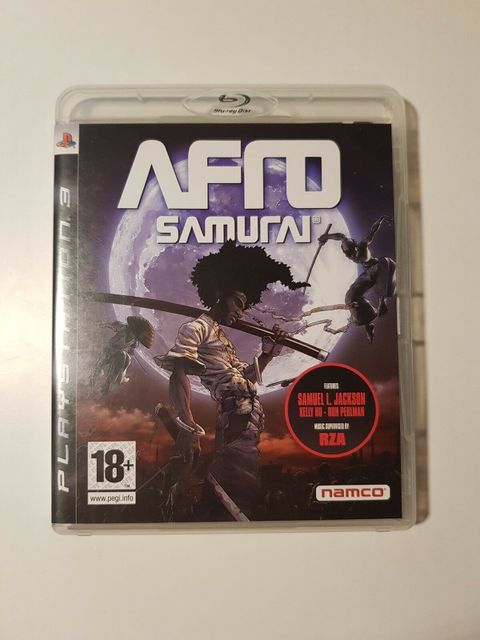 Blu-ray Disc
PLAYSTATION 3
AFRO
SAMURAI®
FEATURES
SAMUEL L. JACKSON
KELLY HU - RON PERLMAN
MUSIC SUPERVISED BY
RZA
18+
www.pegi.info
namco®